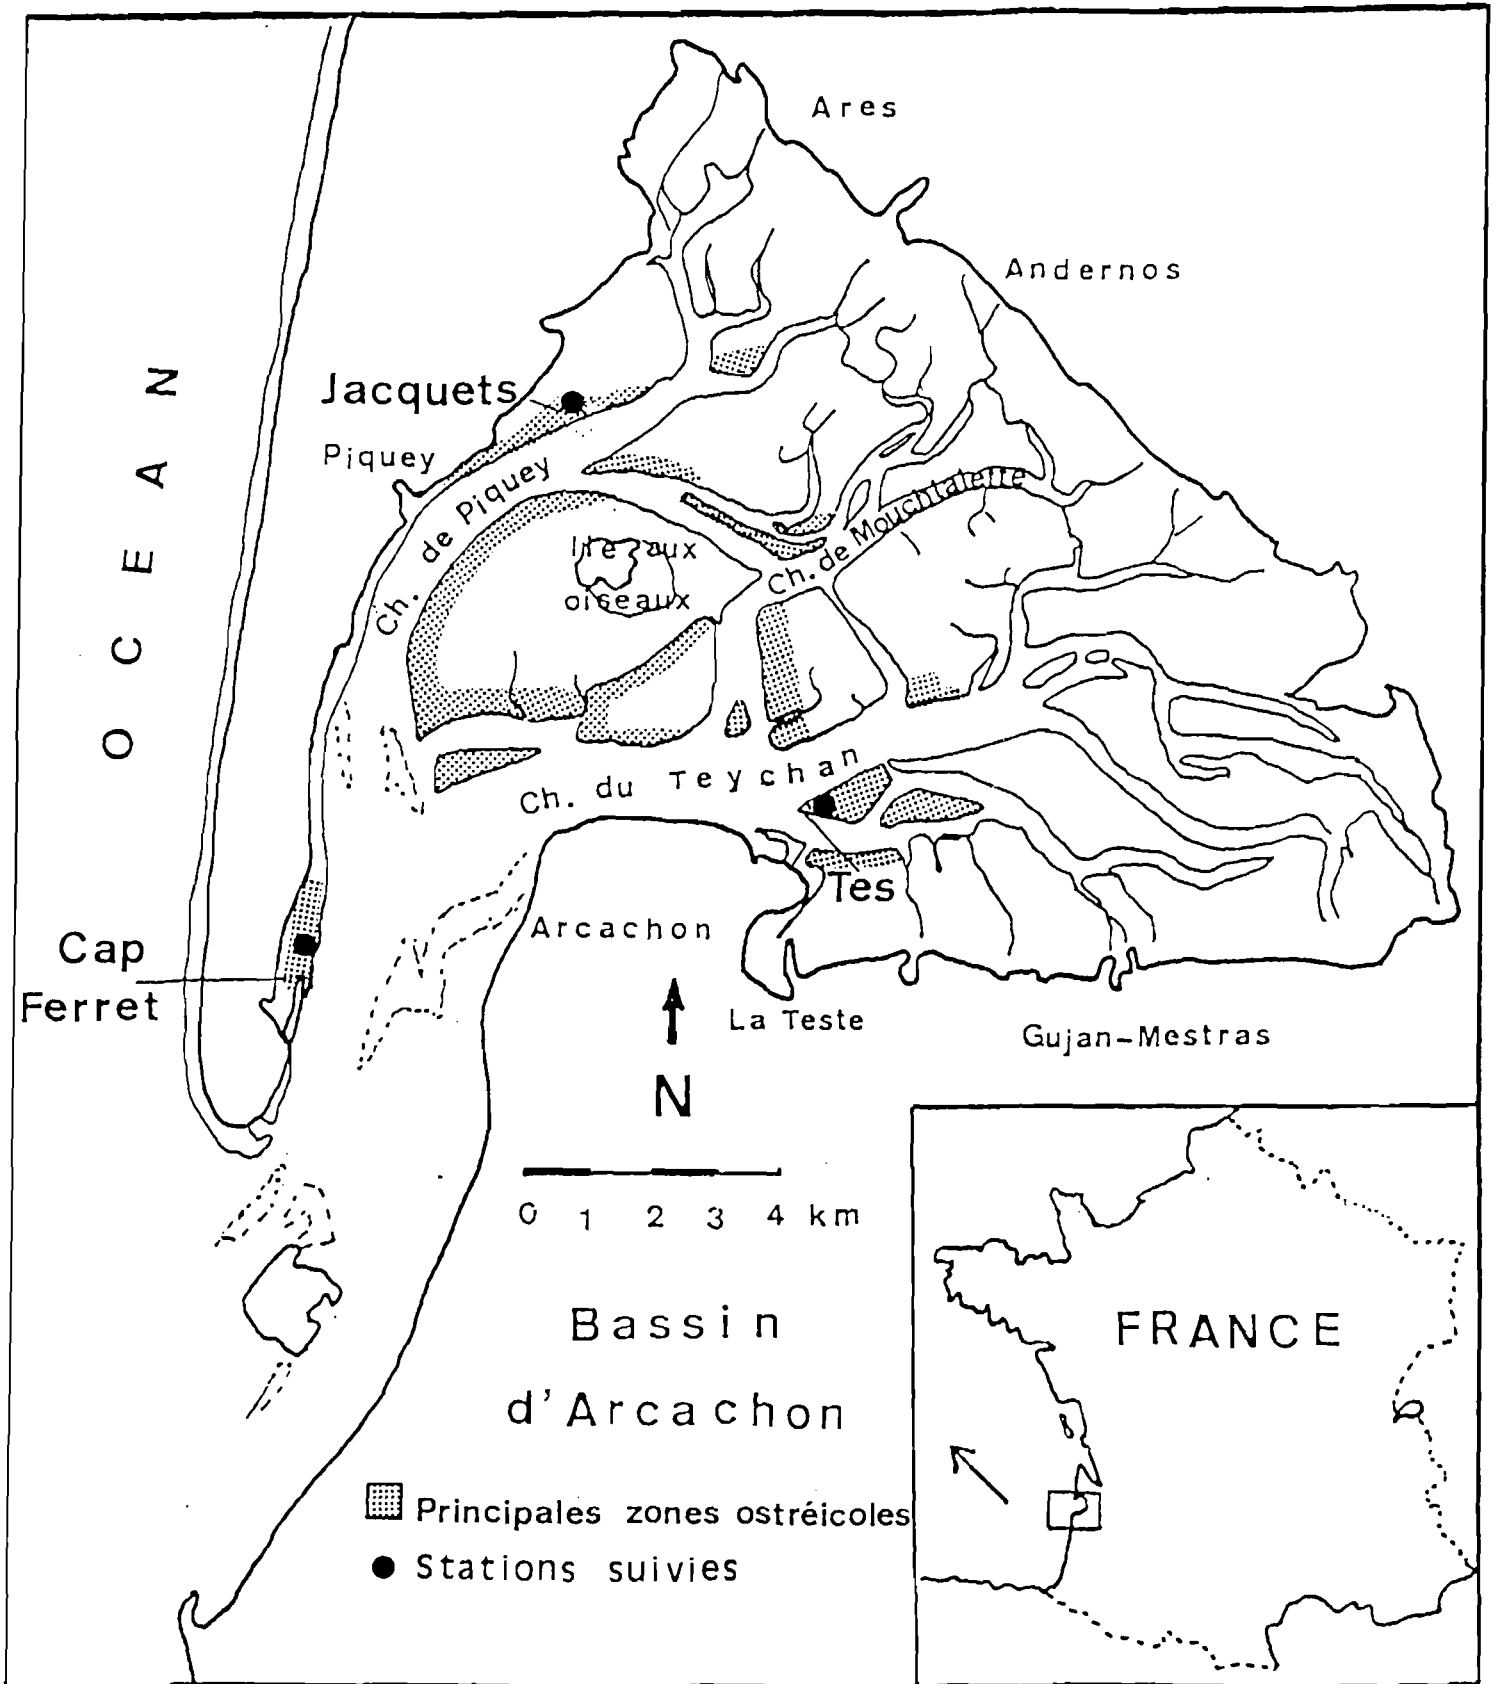 Ares
Andernos
OCEAN
Jacquets
Piquey
Ch. de Piquey
Ile aux
oiseaux
Ch. de Mouchtalette
Ch. du Teychan
Tes
Cap
Ferret
Arcachon
La Teste
Gujan-Mestras
N
0 1 2 3 4 km
Bassin
d'Arcachon
FRANCE
Principales zones ostréicoles
Stations suivies